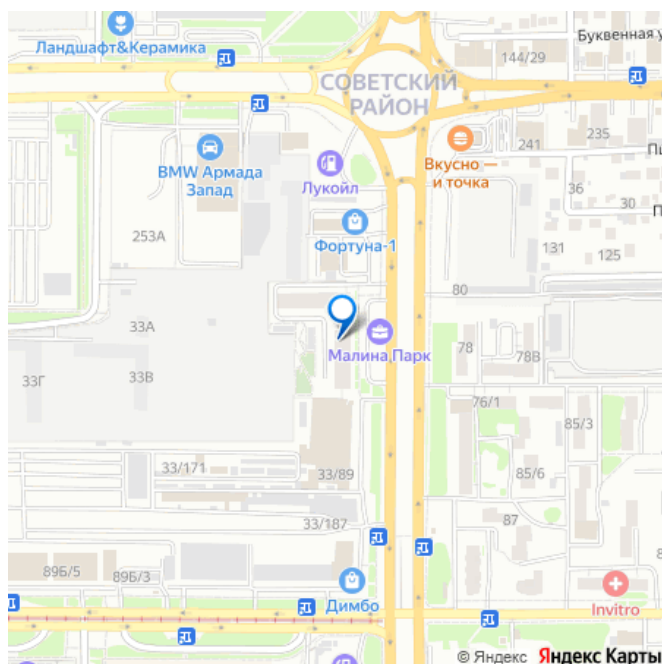 Буквенная у
Ландшафт&Керамика
144/29
СОВЕТСКИЙ
РАЙОН
235
241
BMW Армада
Запад
Лукойл
Вкусно —
и точка
Пи
36
30
П
253А
Фортуна-1
131
125
80
33А
Малина Парк
78
78В
33Г
33В
76/1
85/3
33/171
33/89
85/6
33/187
87
89Б/5
89Б/3
Димбо
Invitro
© Яндекс Яндекс Карты